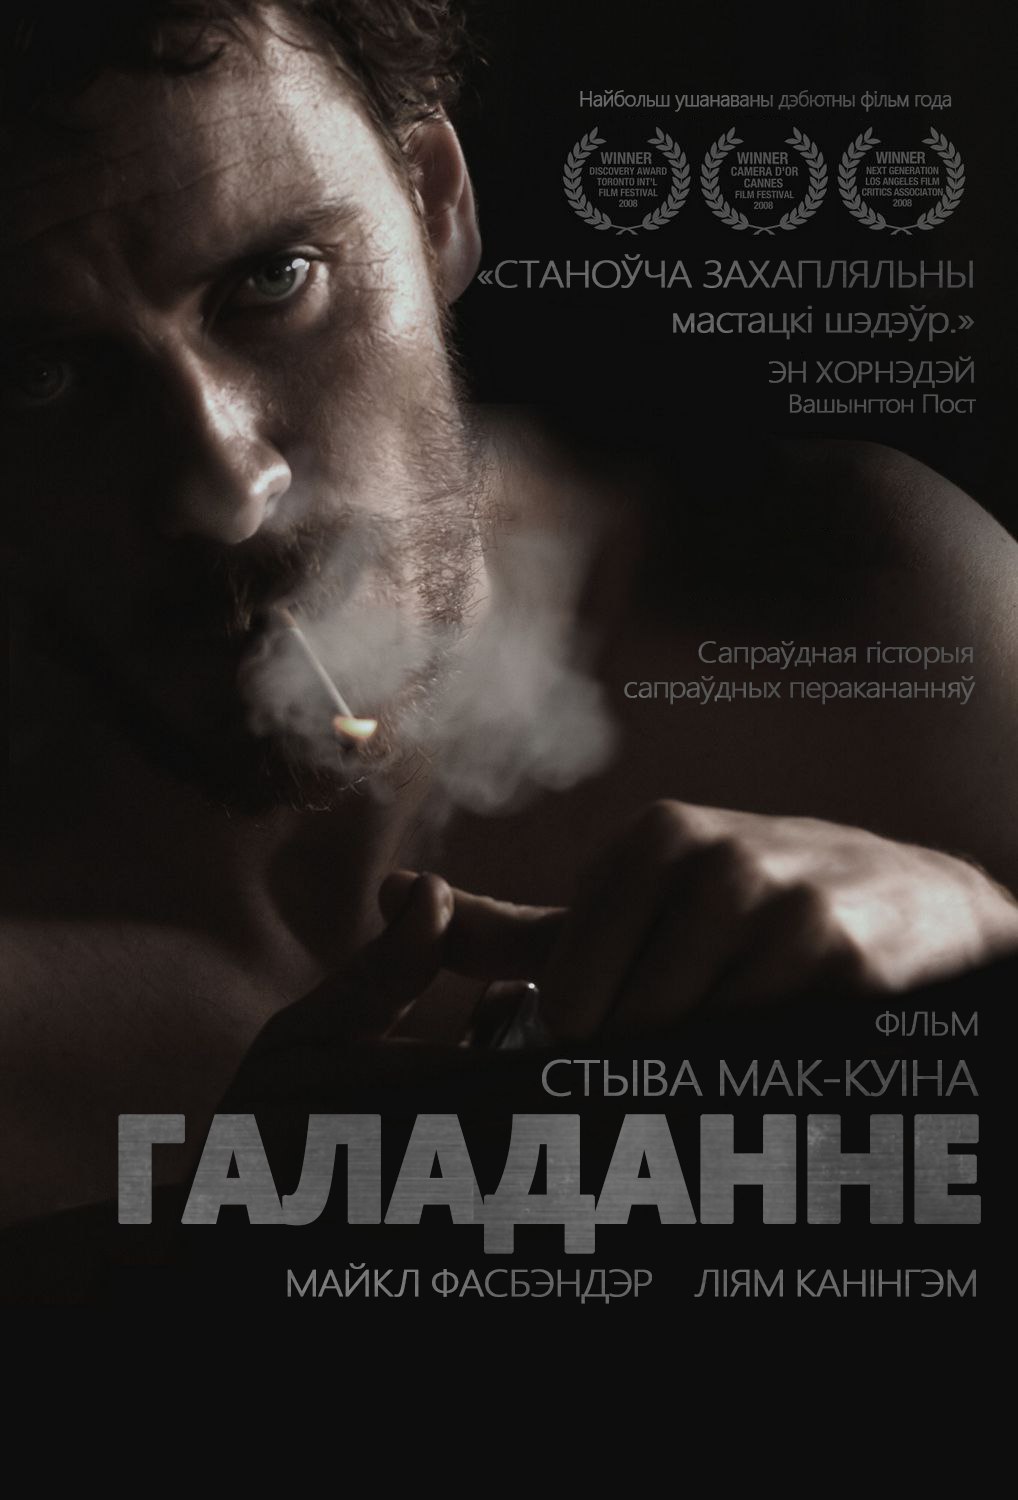 Найбольш ушанаваны дэбютны фільм года
WINNER
DISCOVERY AWARD
TORONTO INT'L
FILM FESTIVAL
2008
WINNER
CAMERA D'OR
CANNES
FILM FESTIVAL
2008
WINNER
NEXT GENERATION
LOS ANGELES FILM
CRITICS ASSOCIATON
2008
«СТАНОЎЧА ЗАХАПЛЯЛЬНЫ
мастацкі шэдэўр.»
ЭН ХОРНЭДЭЙ
Вашынгтон Пост
Сапраўдная гісторыя
сапраўдных перакананняў
ФІЛЬМ
СТЫВА МАК-КУІНА
ГАЛАДАННЕ
МАЙКЛ ФАСБЭНДЭР ЛІЯМ КАНІНГЭМ